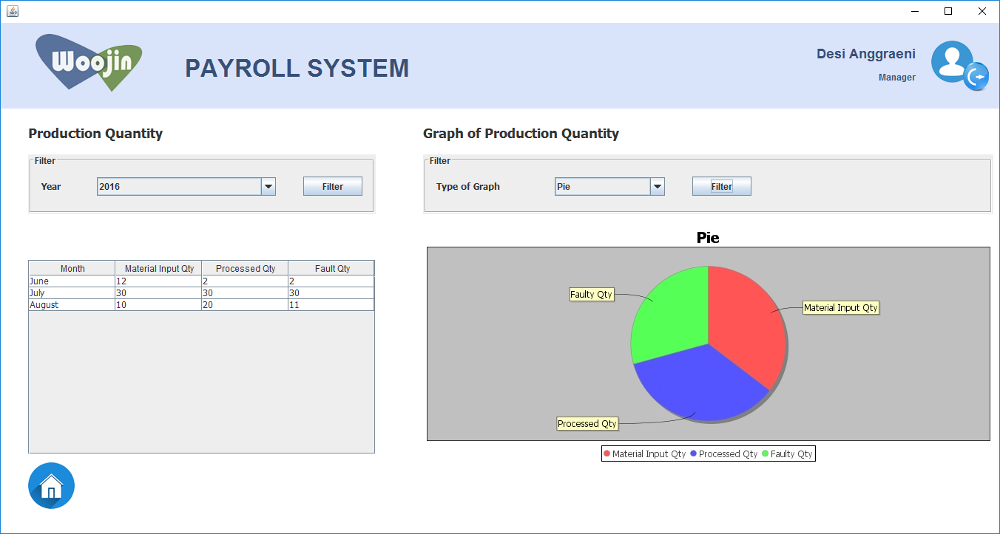 Woojin
PAYROLL SYSTEM
Desi Anggraeni
Manager
Production Quantity
Filter
Year
2016
Filter
Month Material Input Qty Processed Qty Fault Qty
June 12 2 2
July 30 30 30
August 10 20 11
Graph of Production Quantity
Filter
Type of Graph
Pie
Filter
Pie
Faulty Qty
Material Input Qty
Processed Qty
Material Input Qty Processed Qty Faulty Qty